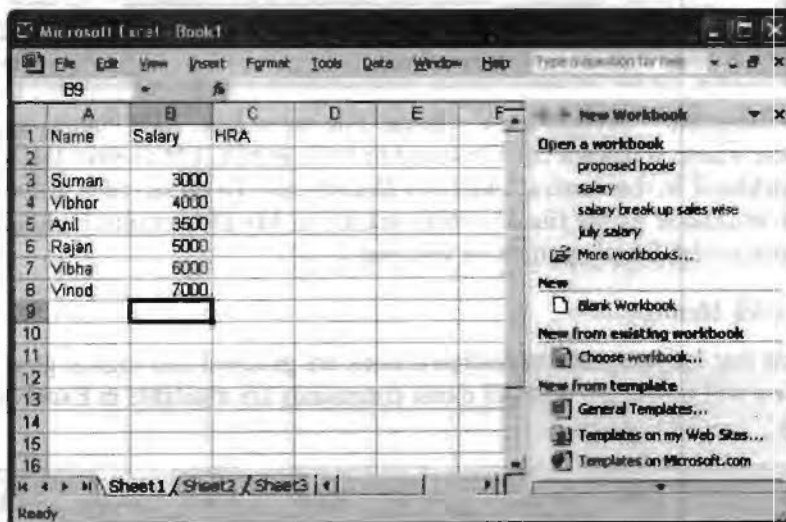 Microsoft Excel - Book1
File Edit View Insert Format Tools Data Window Help Type a question for help
B9 fx
A B C D E F
1 Name Salary HRA
2
3 Suman 3000
4 Vibhor 4000
5 Anil 3500
6 Rajan 5000
7 Vibha 6000
8 Vinod 7000
9
10
11
12
13
14
15
16
Sheet1 Sheet2 Sheet3
Ready
New Workbook
Open a workbook
proposed books
salary
salary break up sales wise
july salary
More workbooks...
New
Blank Workbook
New from existing workbook
Choose workbook...
New from template
General Templates...
Templates on my Web Sites...
Templates on Microsoft.com